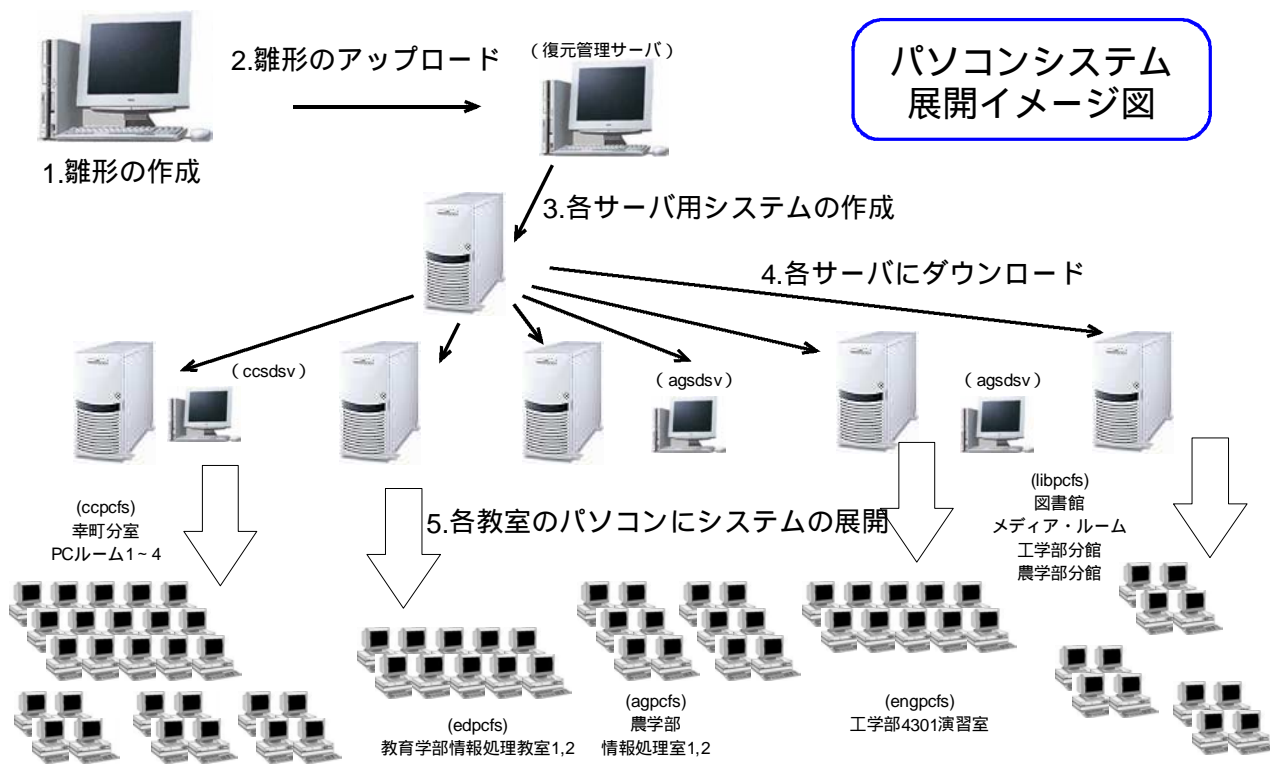 パソコンシステム
展開イメージ図
1.雛形の作成
2.雛形のアップロード
（復元管理サーバ）
3.各サーバ用システムの作成
4.各サーバにダウンロード
（ccsdsv）
（agsdsv）
（agsdsv）
5.各教室のパソコンにシステムの展開
(ccpcfs)
幸町分室
PCルーム1~4
(edpcfs)
教育学部情報処理教室1,2
(agpcfs)
農学部
情報処理室1,2
(engpcfs)
工学部4301演習室
(libpcfs)
図書館
メディア・ルーム
工学部分館
農学部分館